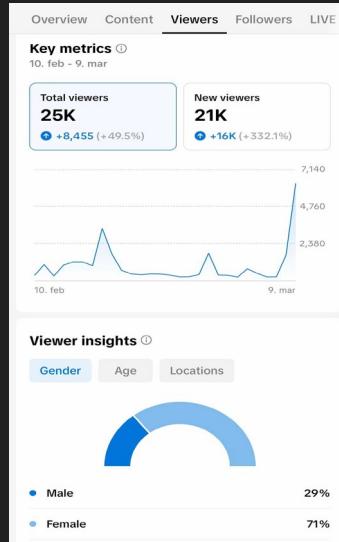 Overview Content Viewers Followers LIVE
Key metrics
10. feb - 9. mar
Total viewers
25K
+8,455 (+49.5%)
New viewers
21K
+16K (+332.1%)
7,140
4,760
2,380
10. feb 9. mar
Viewer insights
Gender Age Locations
Male 29%
Female 71%